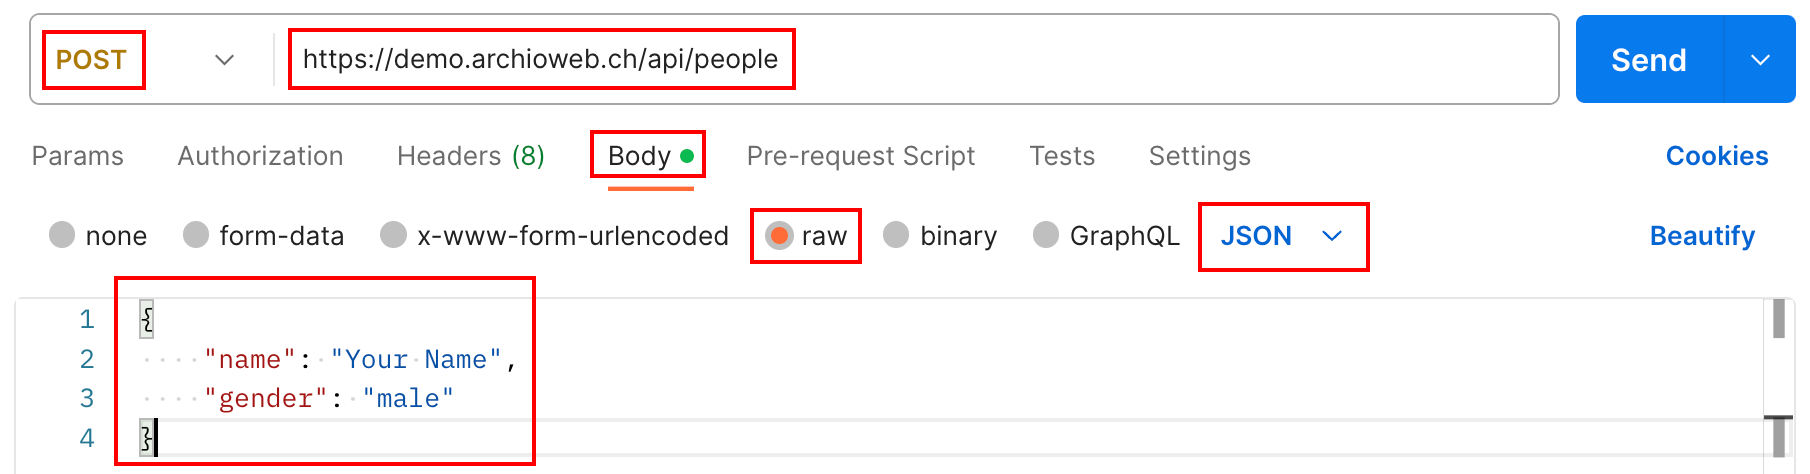 POST https://demo.archioweb.ch/api/people Send
Params Authorization Headers (8) Body Pre-request Script Tests Settings Cookies
none form-data x-www-form-urlencoded raw binary GraphQL JSON Beautify
1 {
2 "name": "Your Name",
3 "gender": "male"
4 }